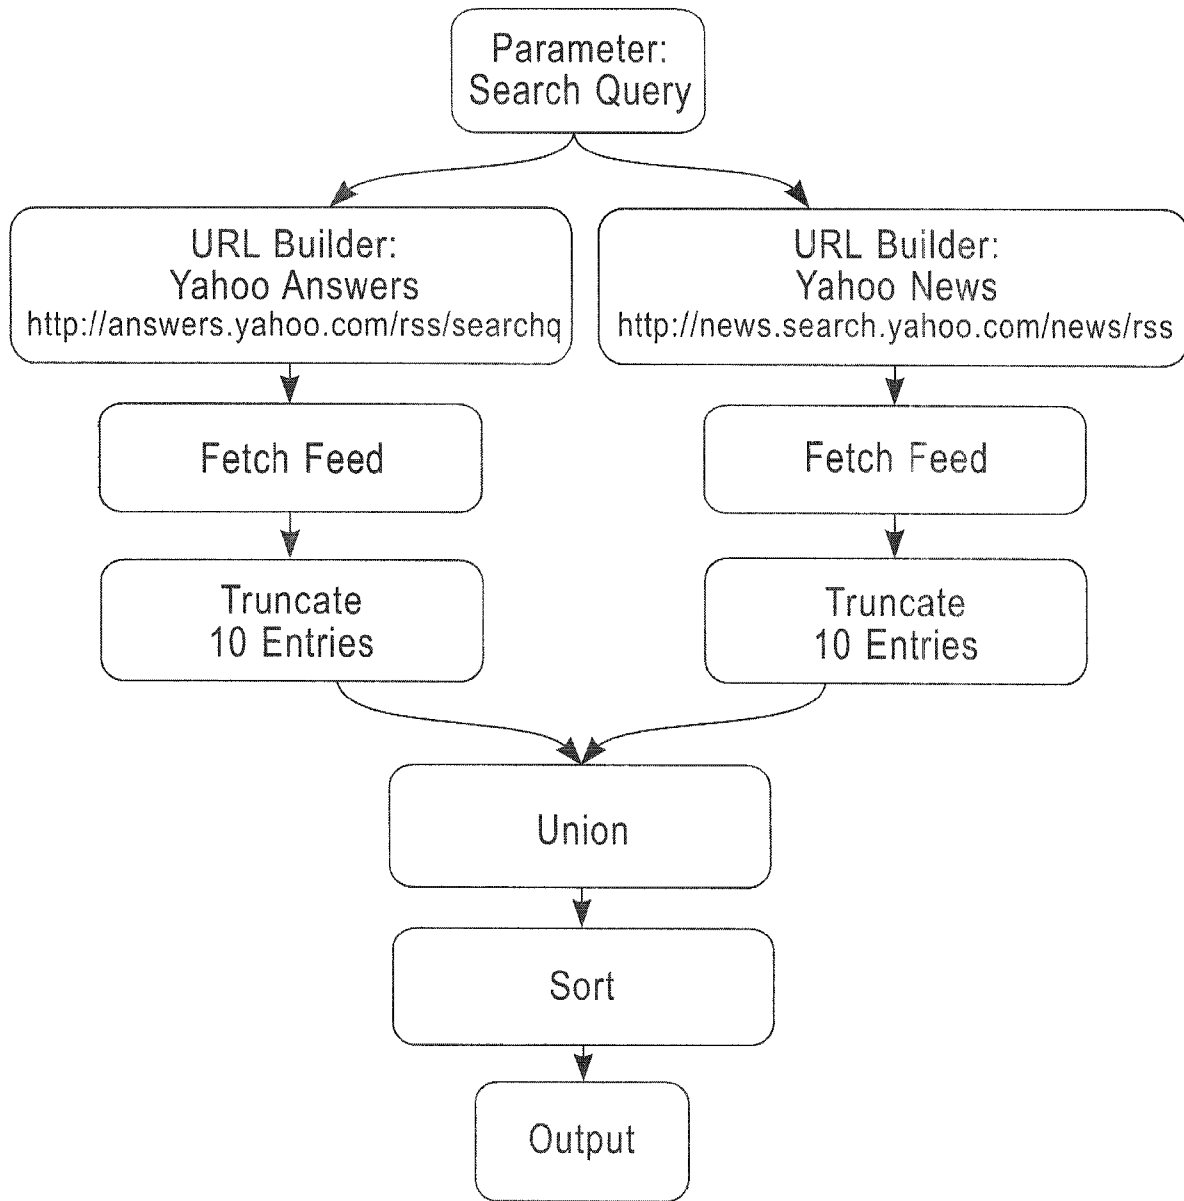 Parameter:
Search Query
URL Builder:
Yahoo Answers
http://answers.yahoo.com/rss/searchq
URL Builder:
Yahoo News
http://news.search.yahoo.com/news/rss
Fetch Feed
Fetch Feed
Truncate
10 Entries
Truncate
10 Entries
Union
Sort
Output